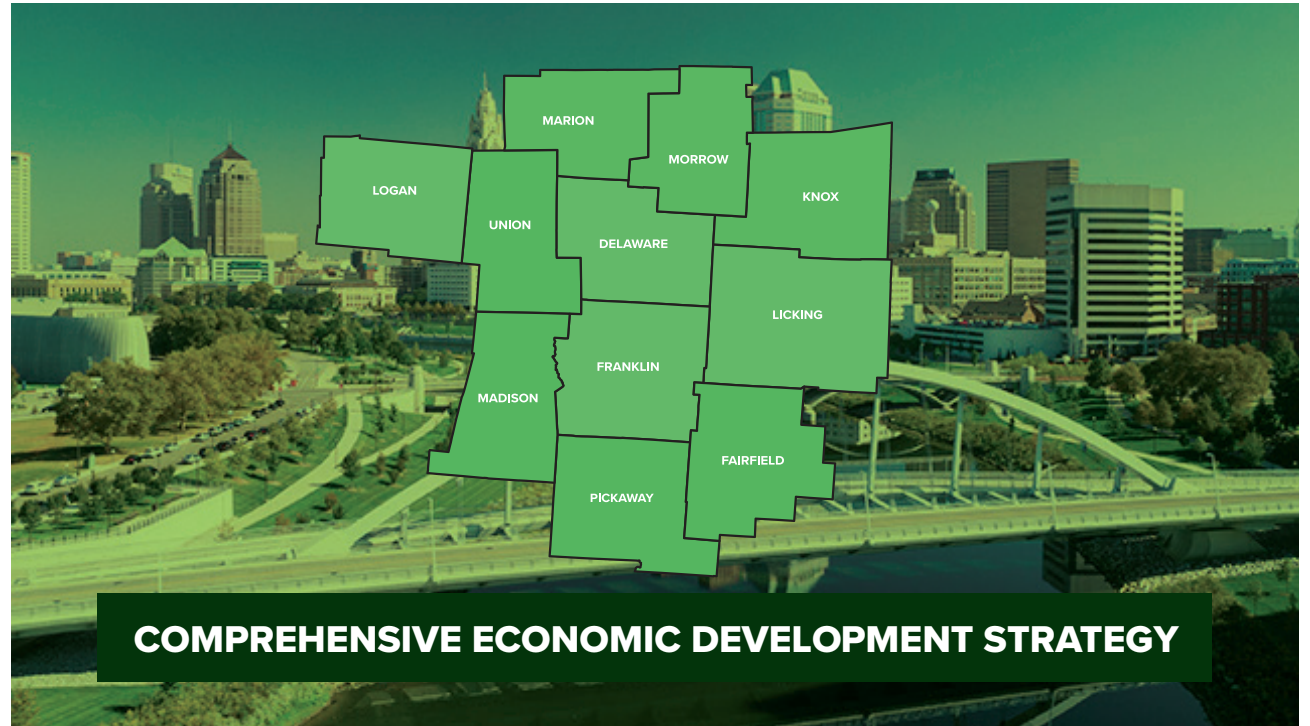 MARION
MORROW
LOGAN
KNOX
UNION
DELAWARE
LICKING
FRANKLIN
MADISON
FAIRFIELD
PICKAWAY
COMPREHENSIVE ECONOMIC DEVELOPMENT STRATEGY